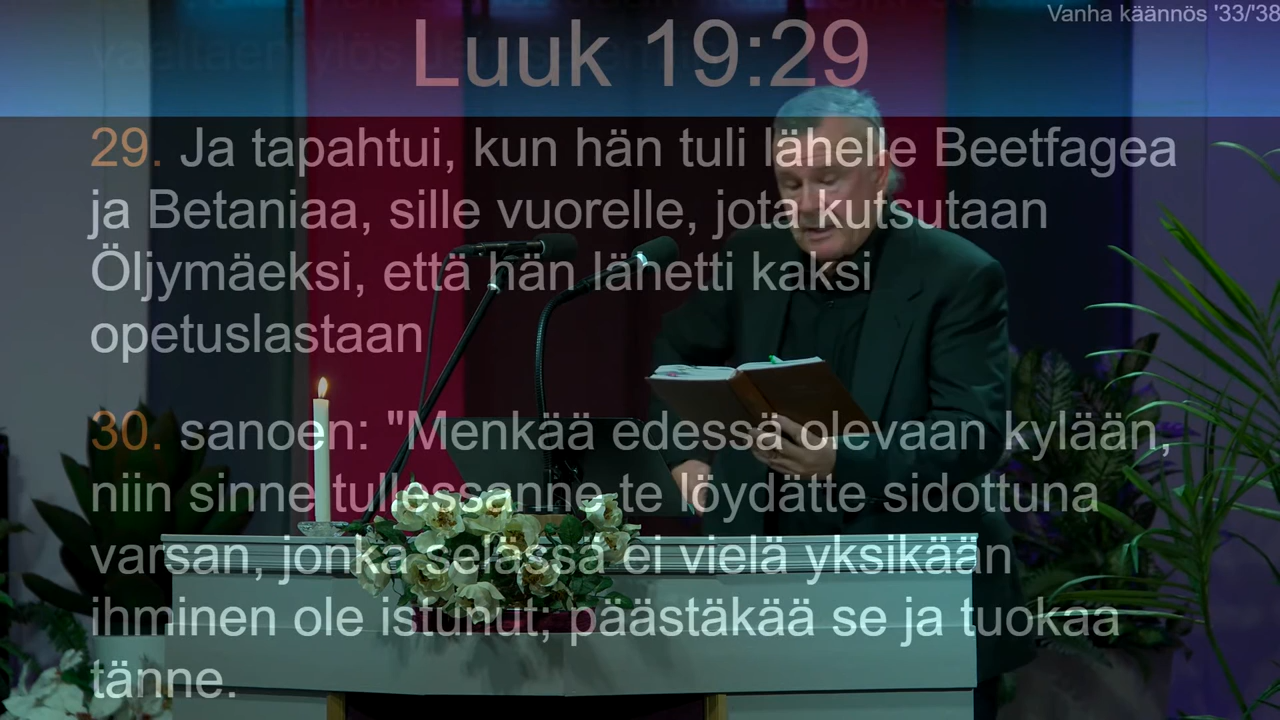 Vanha käännös '33/'38
Luuk 19:29
29. Ja tapahtui, kun hän tuli lähelle Beetfagea
ja Betaniaa, sille vuorelle, jota kutsutaan
Öljymäeksi, että hän lähetti kaksi
opetuslastaan
30. sanoen: "Menkää edessä olevaan kylään,
niin sinne tullessanne te löydätte sidottuna
varsan, jonka selässä ei vielä yksikään
ihminen ole istunut; päästäkää se ja tuokaa
tänne.